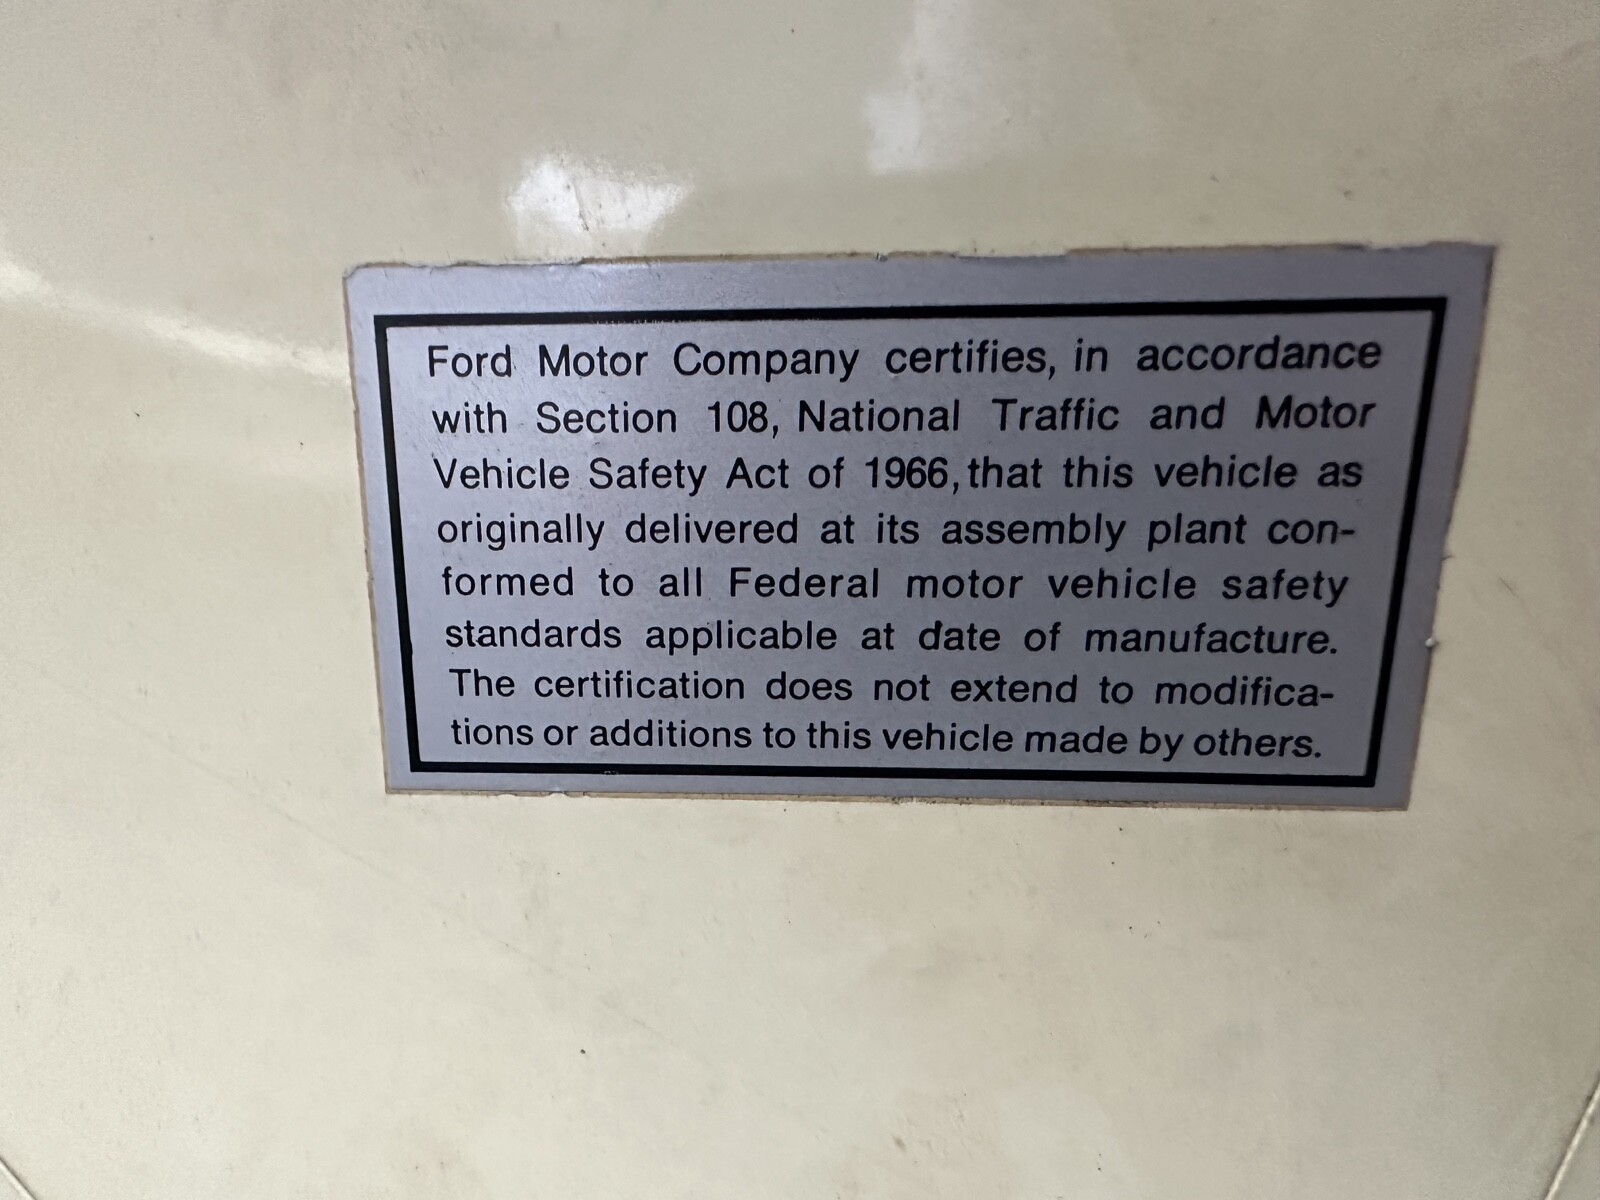 Ford Motor Company certifies, in accordance
with Section 108, National Traffic and Motor
Vehicle Safety Act of 1966, that this vehicle as
originally delivered at its assembly plant con-
formed to all Federal motor vehicle safety
standards applicable at date of manufacture.
The certification does not extend to modifica-
tions or additions to this vehicle made by others.